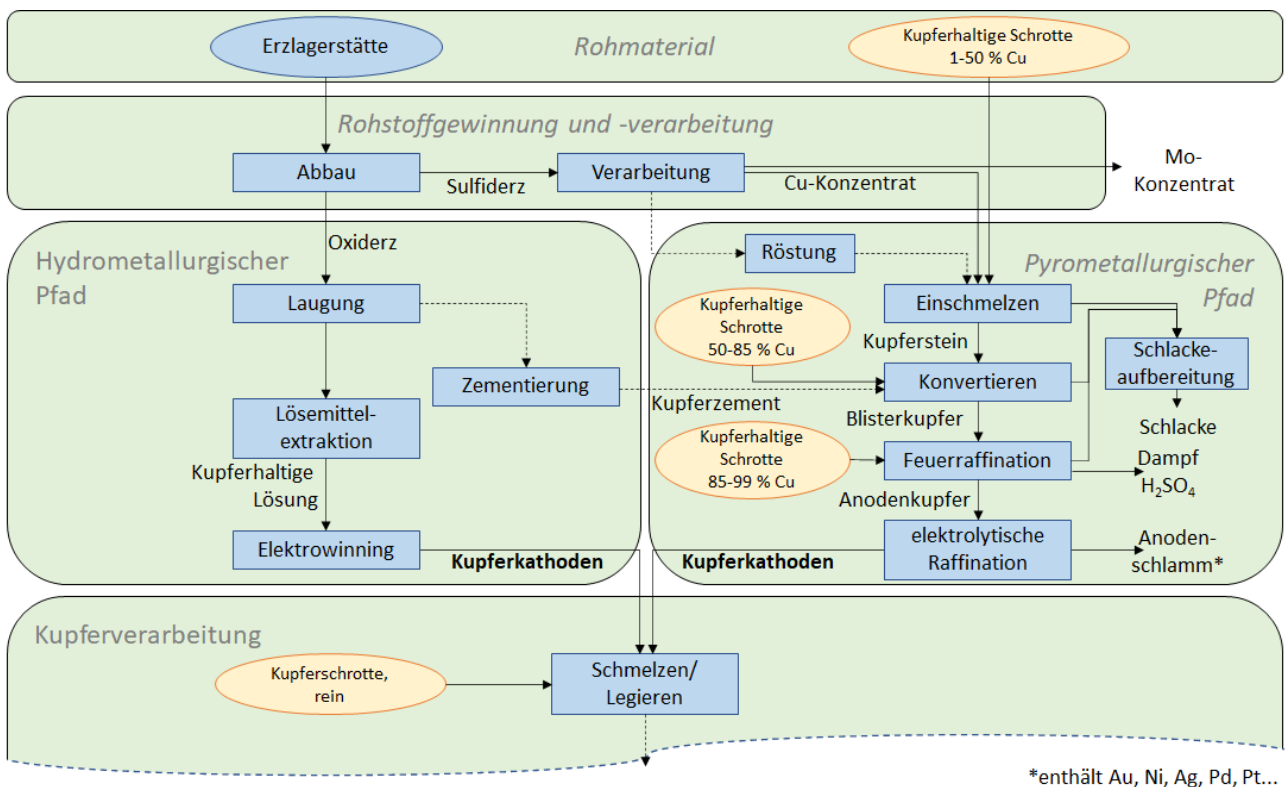 Erzlagerstätte
Rohmaterial
Kupferhaltige Schrotte
1-50 % Cu
Rohstoffgewinnung und -verarbeitung
Abbau
Sulfiderz
Verarbeitung
Cu-Konzentrat
Mo-
Konzentrat
Oxiderz
Hydrometallurgischer
Pfad
Laugung
Zementierung
Kupferzement
Lösemittel-
extraktion
Kupferhaltige
Lösung
Elektrowinning
Kupferkathoden
Röstung
Pyrometallurgischer
Pfad
Einschmelzen
Kupferhaltige
Schrotte
50-85 % Cu
Kupferstein
Schlacke-
aufbereitung
Konvertieren
Blisterkupfer
Schlacke
Kupferhaltige
Schrotte
85-99 % Cu
Feuerraffination
Dampf
H₂SO₄
Anodenkupfer
elektrolytische
Raffination
Kupferkathoden
Anoden-
schlamm*
Kupferverarbeitung
Kupferschrotte,
rein
Schmelzen/
Legieren
*enthält Au, Ni, Ag, Pd, Pt...